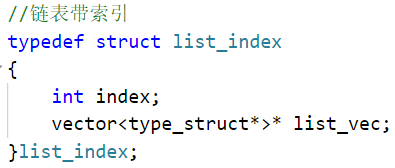 //链表带索引
typedef struct list_index
{
    int index;
    vector<type_struct*>* list_vec;
}list_index;